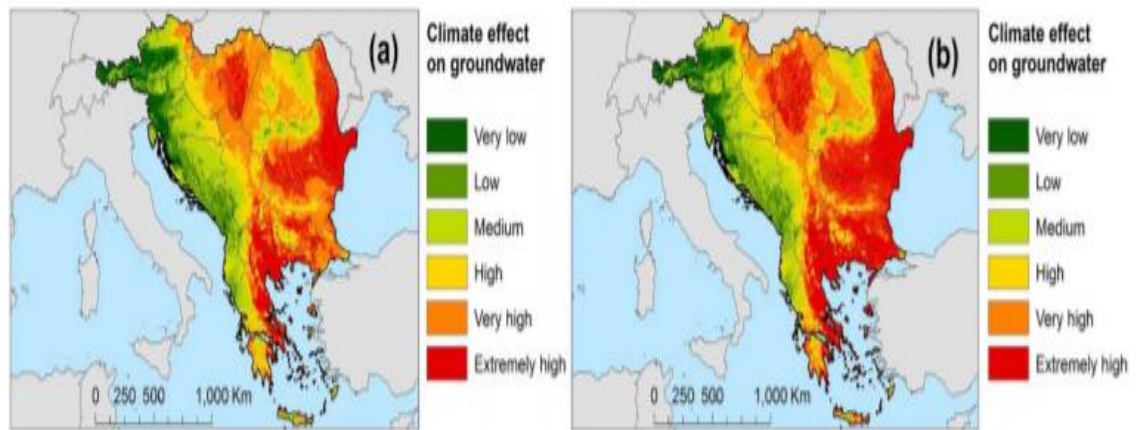 (a)
Climate effect
on groundwater
Very low
Low
Medium
High
Very high
Extremely high
0 250 500 1,000 Km
(b)
Climate effect
on groundwater
Very low
Low
Medium
High
Very high
Extremely high
0 250 500 1,000 Km